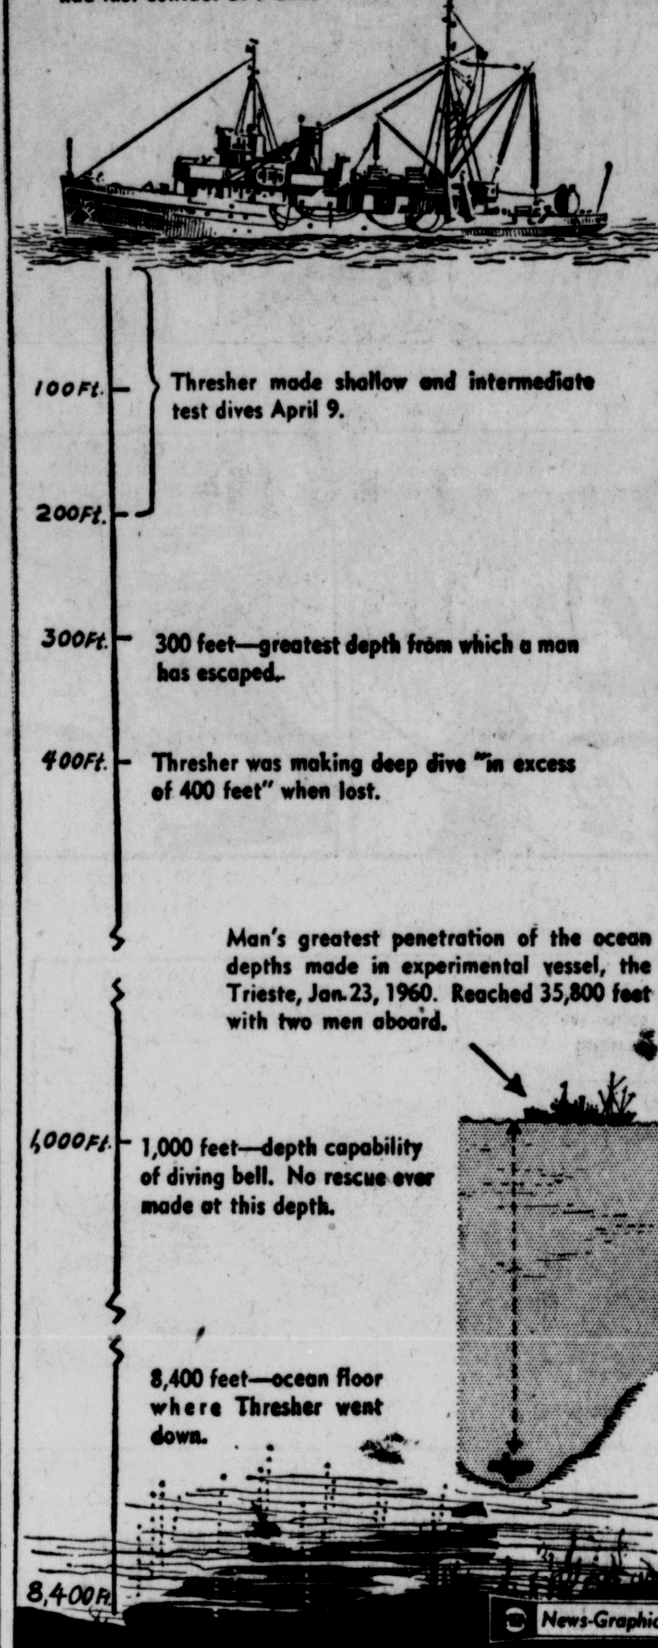 100Ft.
Thresher made shallow and intermediate
test dives April 9.
200Ft.
300Ft.
300 feet—greatest depth from which a man
has escaped.
400Ft.
Thresher was making deep dive "in excess
of 400 feet" when lost.
Man's greatest penetration of the ocean
depths made in experimental vessel, the
Trieste, Jan. 23, 1960. Reached 35,800 feet
with two men aboard.
1,000Ft.
1,000 feet—depth capability
of diving bell. No rescue ever
made at this depth.
8,400 feet—ocean floor
where Thresher went
down.
8,400Ft.
News-Graphic